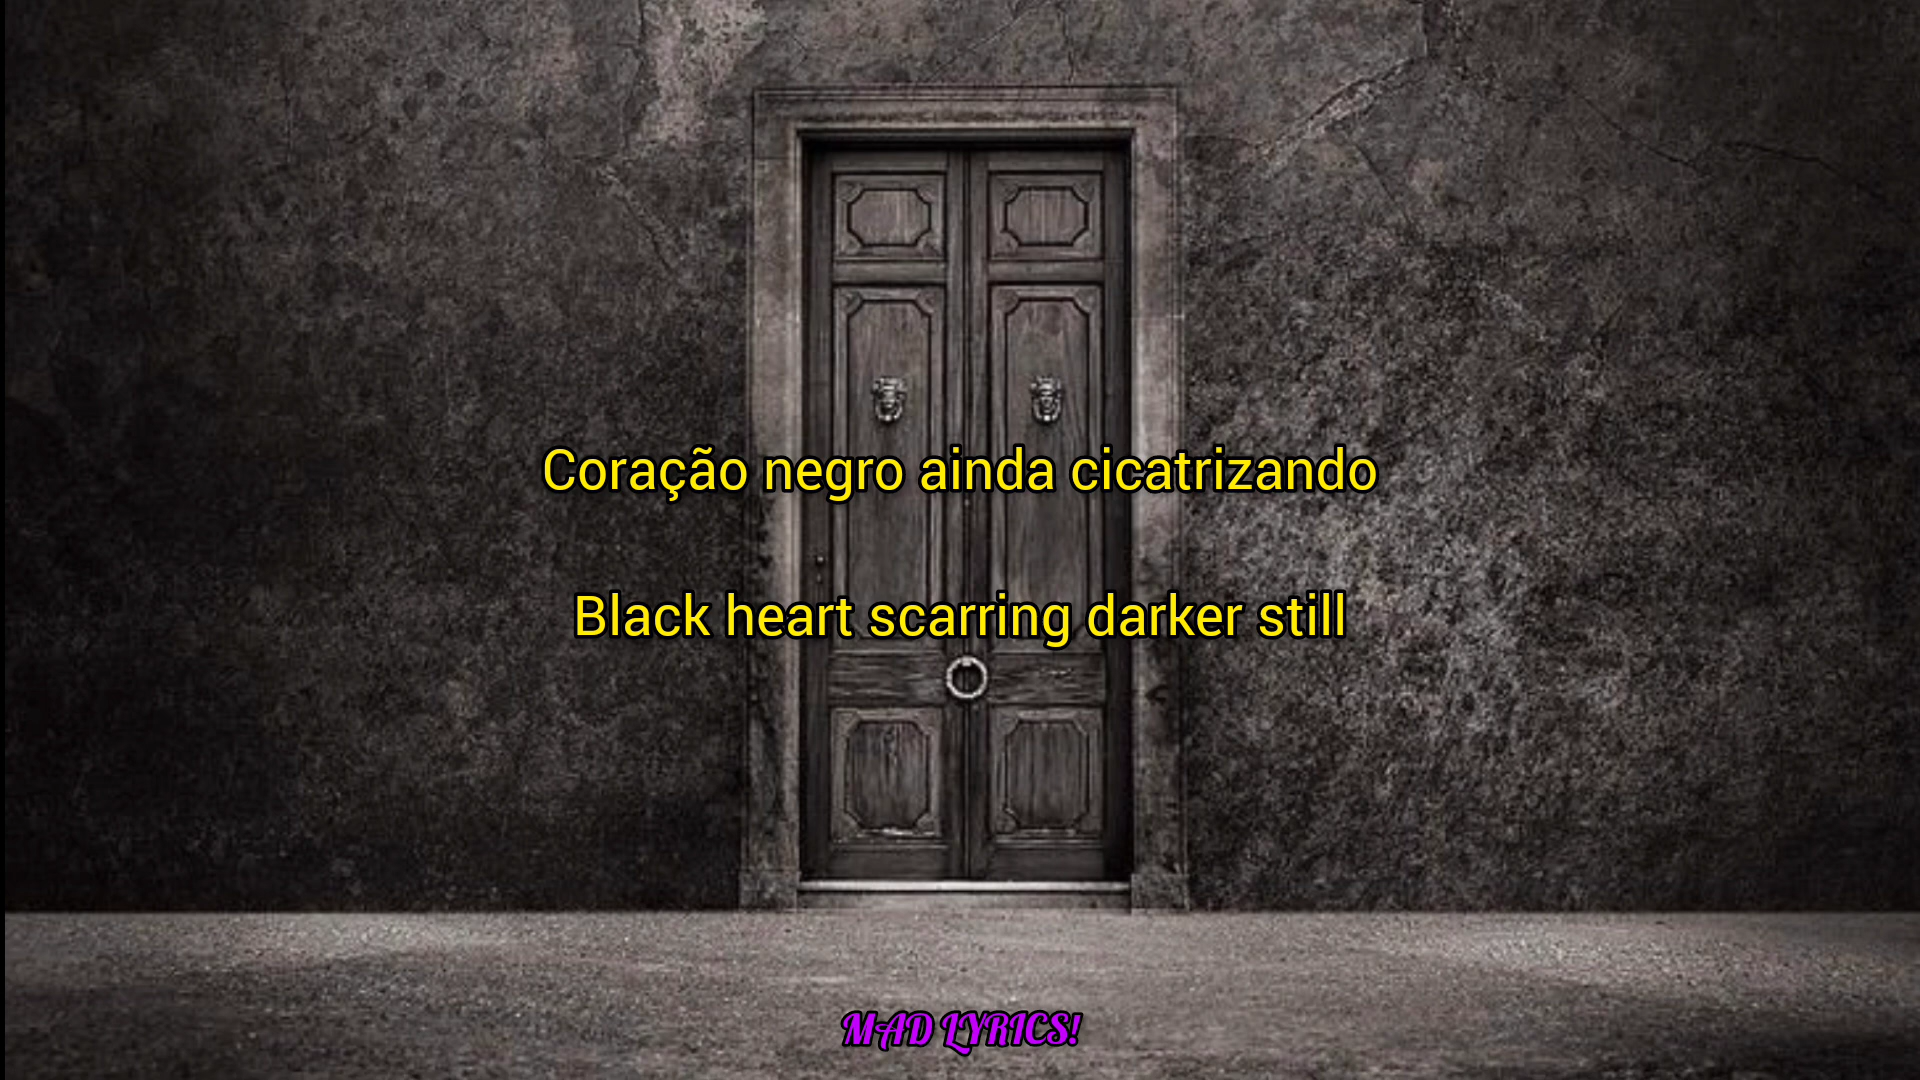 Coração negro ainda cicatrizando
Black heart scarring darker still
MAD LYRICS!